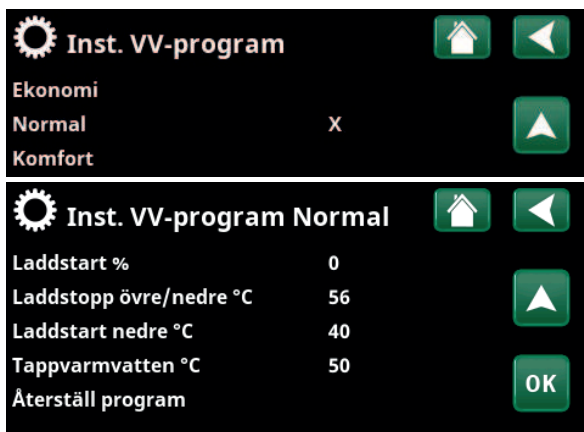 Inst. VV-program
Ekonomi
Normal X
Komfort
Inst. VV-program Normal
Laddstart % 0
Laddstopp övre/nedre °C 56
Laddstart nedre °C 40
Tappvarmvatten °C 50
Återställ program
OK